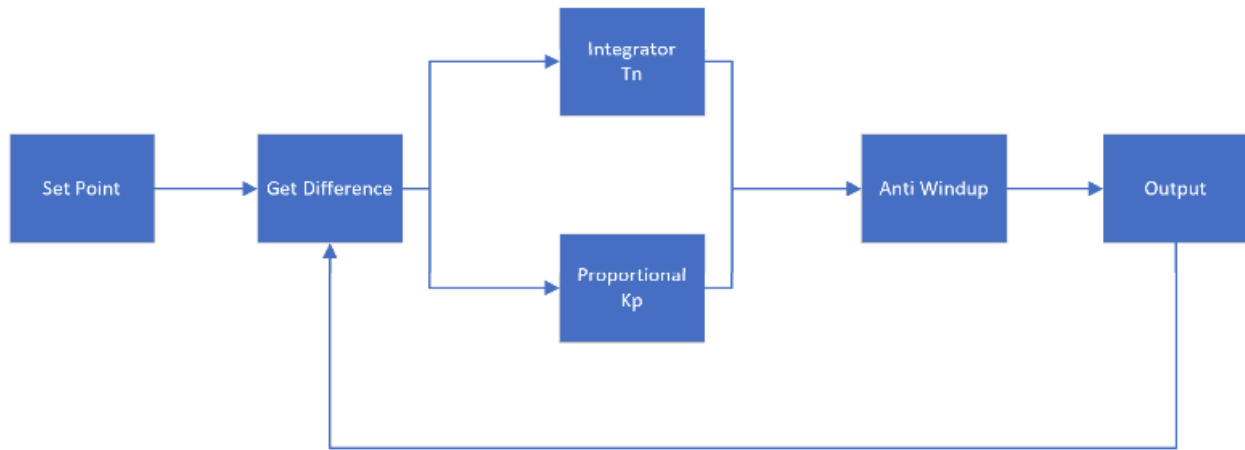 Set Point
Get Difference
Integrator
Tn
Proportional
Kp
Anti Windup
Output